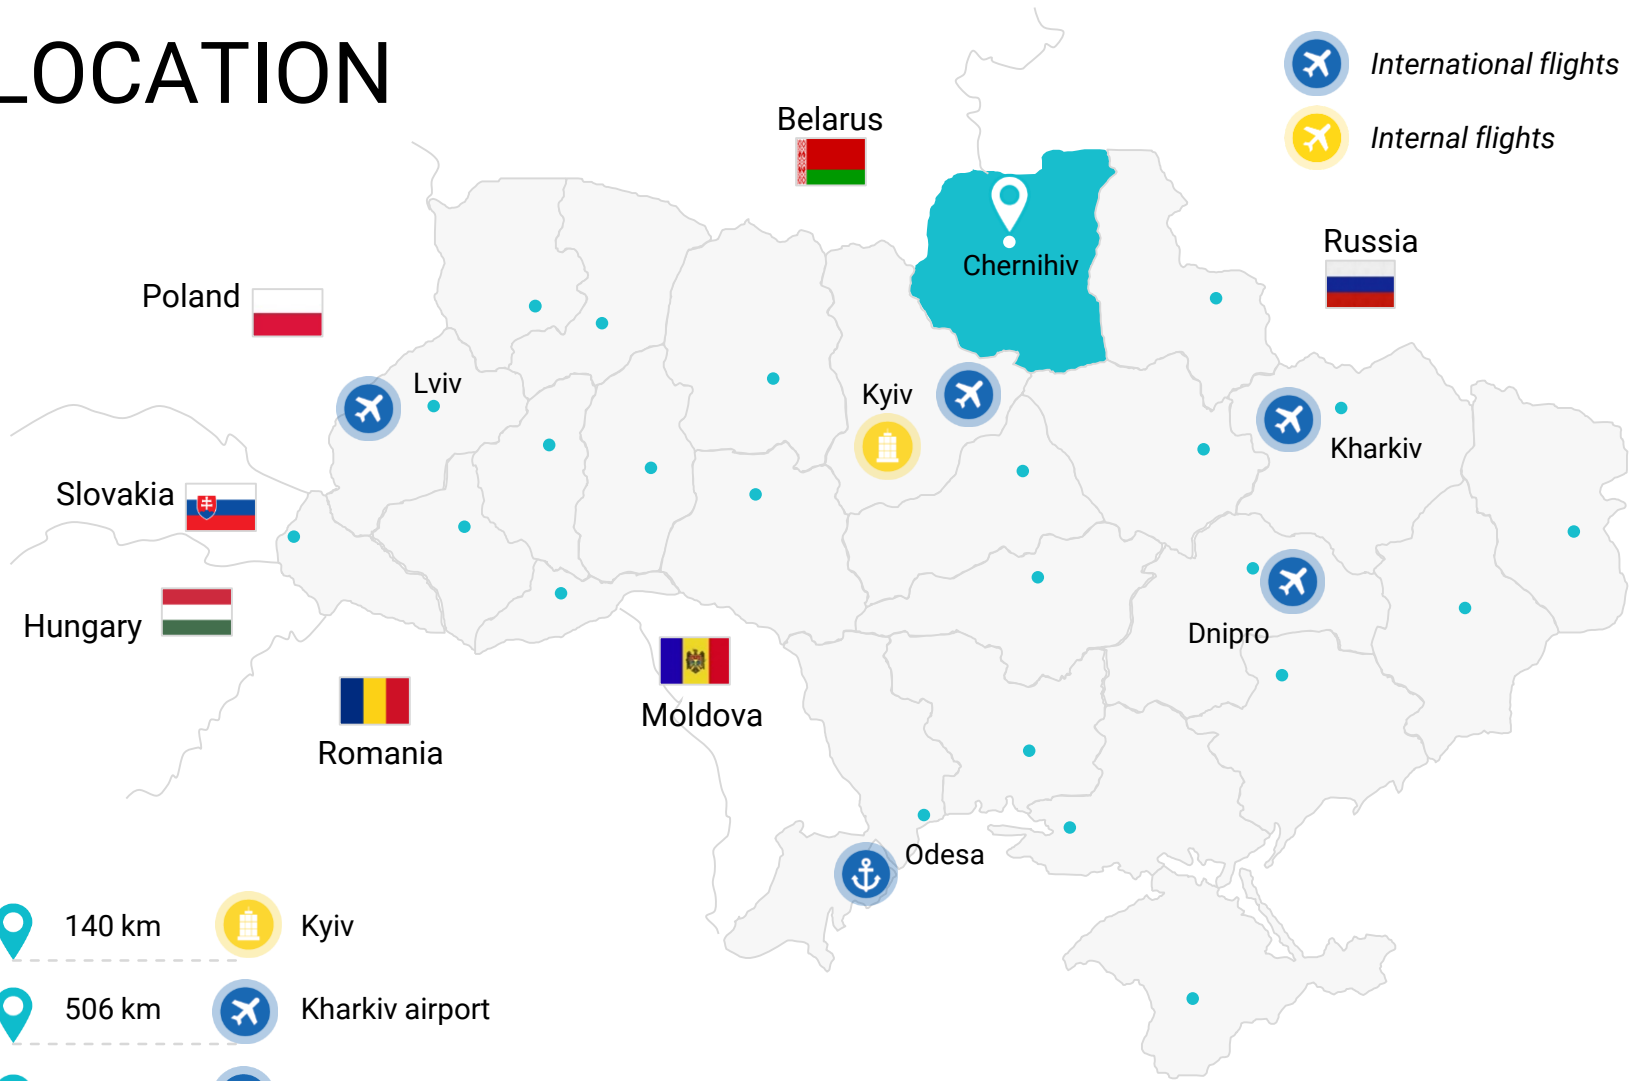 LOCATION
International flights
Internal flights
Belarus
Chernihiv
Russia
Poland
Lviv
Kyiv
Kharkiv
Slovakia
Hungary
Dnipro
Moldova
Romania
Odesa
140 km Kyiv
506 km Kharkiv airport